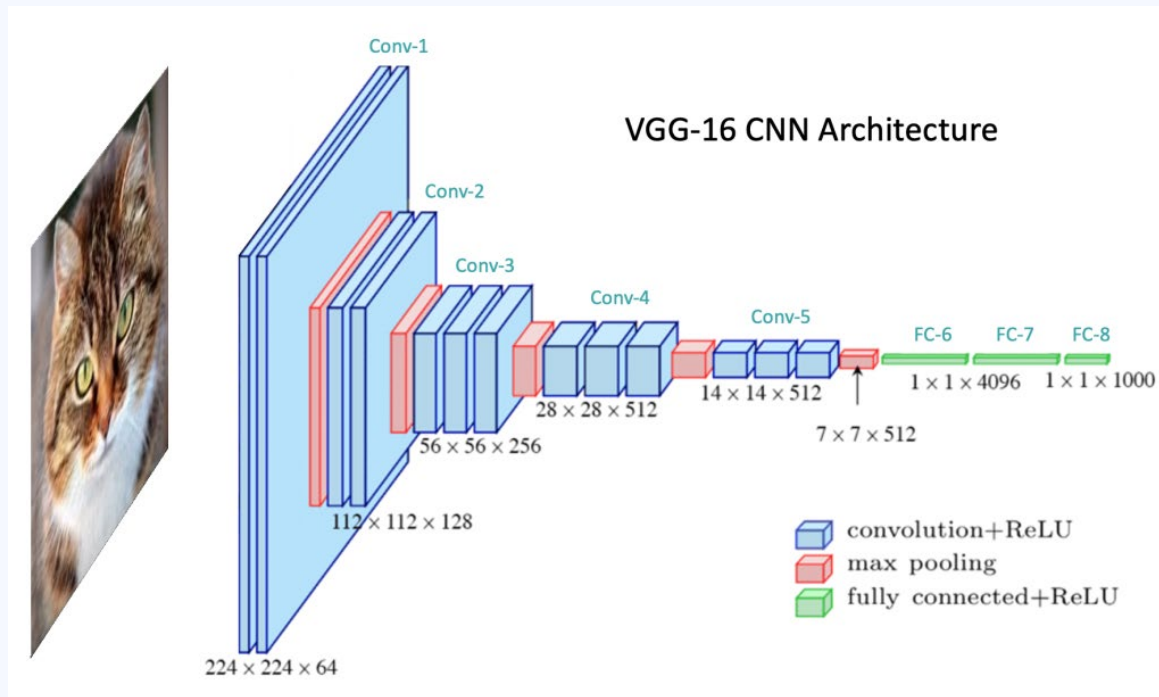 Conv-1
VGG-16 CNN Architecture
Conv-2
Conv-3
Conv-4
Conv-5
FC-6
FC-7
FC-8
1 × 1 × 4096
1 × 1 × 1000
14 × 14 × 512
28 × 28 × 512
7 × 7 × 512
56 × 56 × 256
112 × 112 × 128
convolution+ReLU
max pooling
fully connected+ReLU
224 × 224 × 64